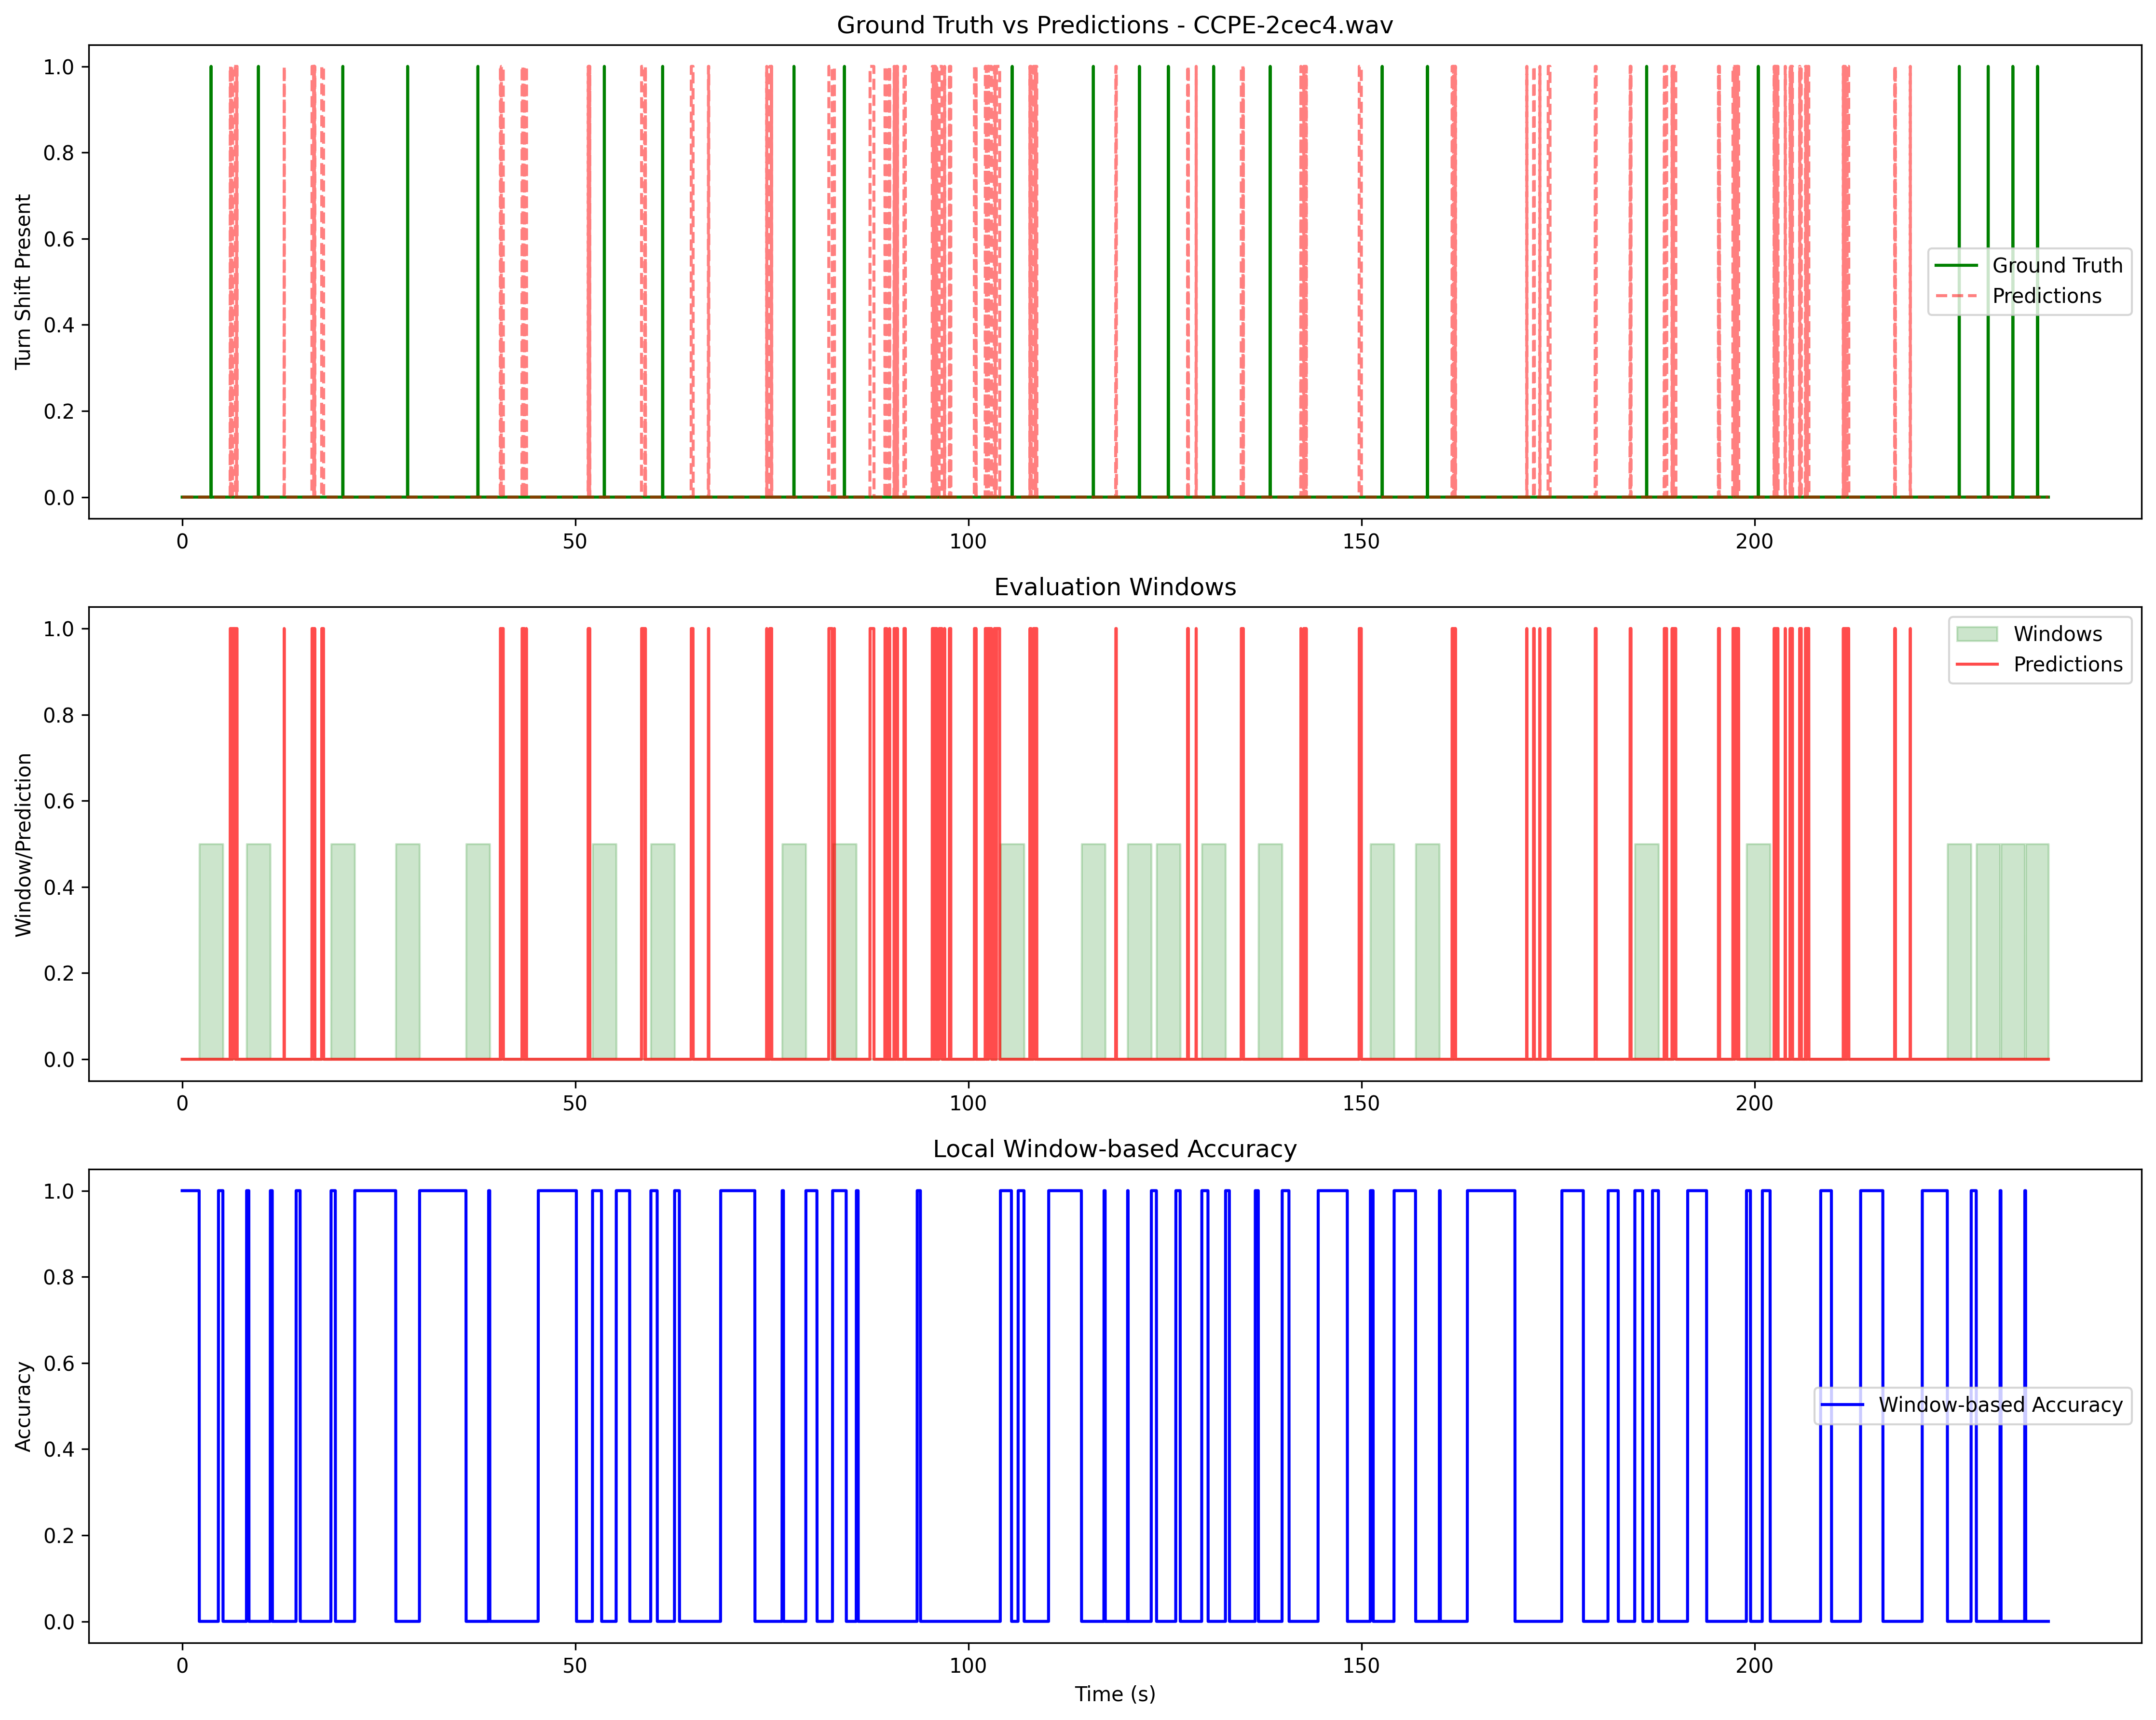 Ground Truth vs Predictions - CCPE-2cec4.wav
Turn Shift Present
1.0
0.8
0.6
0.4
0.2
0.0
Ground Truth
Predictions
0 50 100 150 200
Evaluation Windows
Window/Prediction
1.0
0.8
0.6
0.4
0.2
0.0
Windows
Predictions
0 50 100 150 200
Local Window-based Accuracy
Accuracy
1.0
0.8
0.6
0.4
0.2
0.0
Window-based Accuracy
0 50 100 150 200
Time (s)